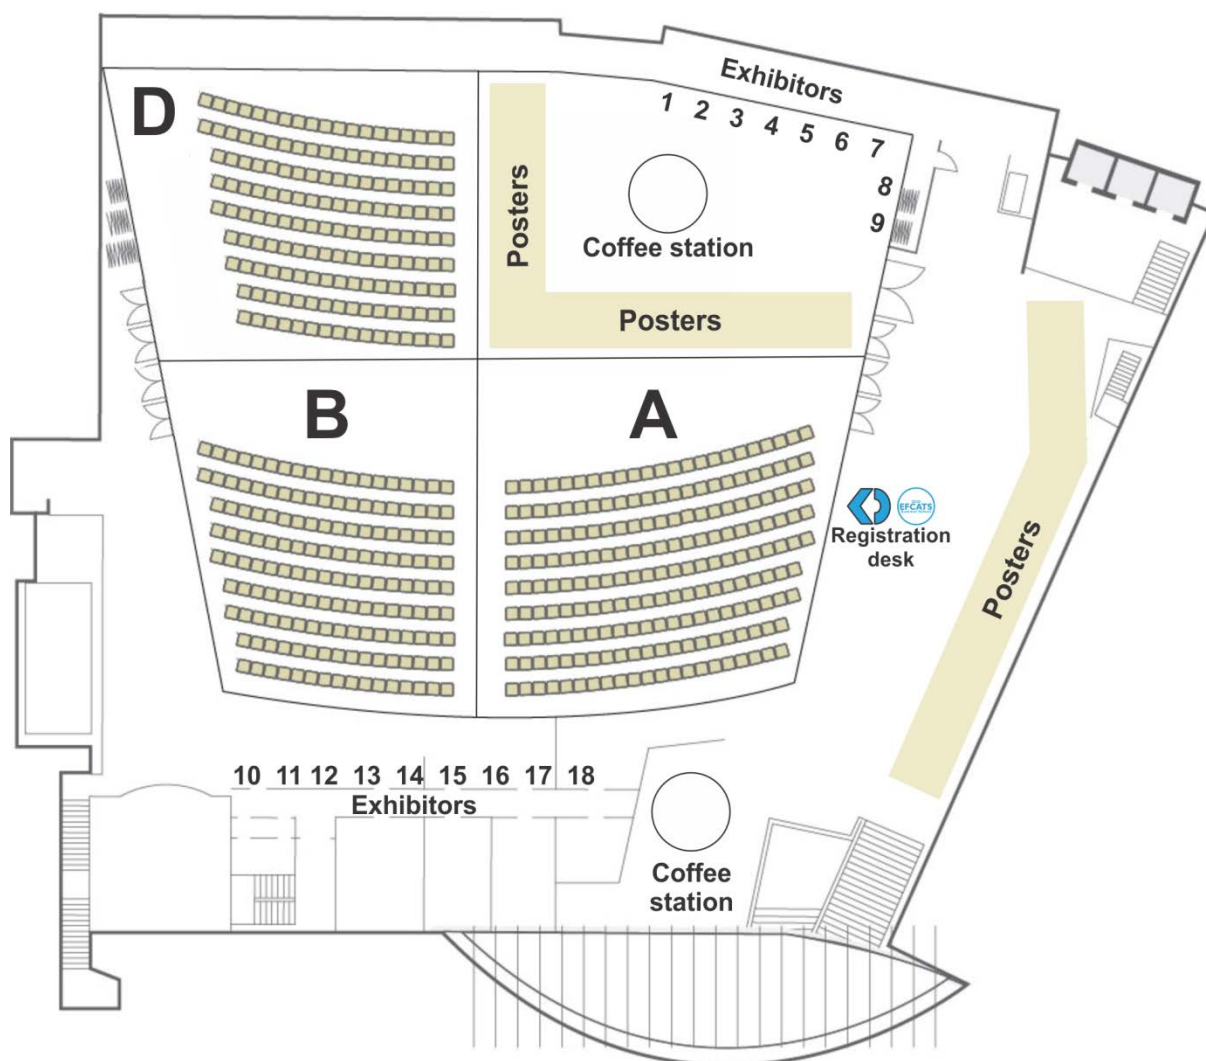 Exhibitors
D
1 2 3 4 5 6 7
8
9
Posters
Coffee station
Posters
B
A
EFCATS
Registration
desk
Posters
10 11 12 13 14 15 16 17 18
Exhibitors
Coffee
station